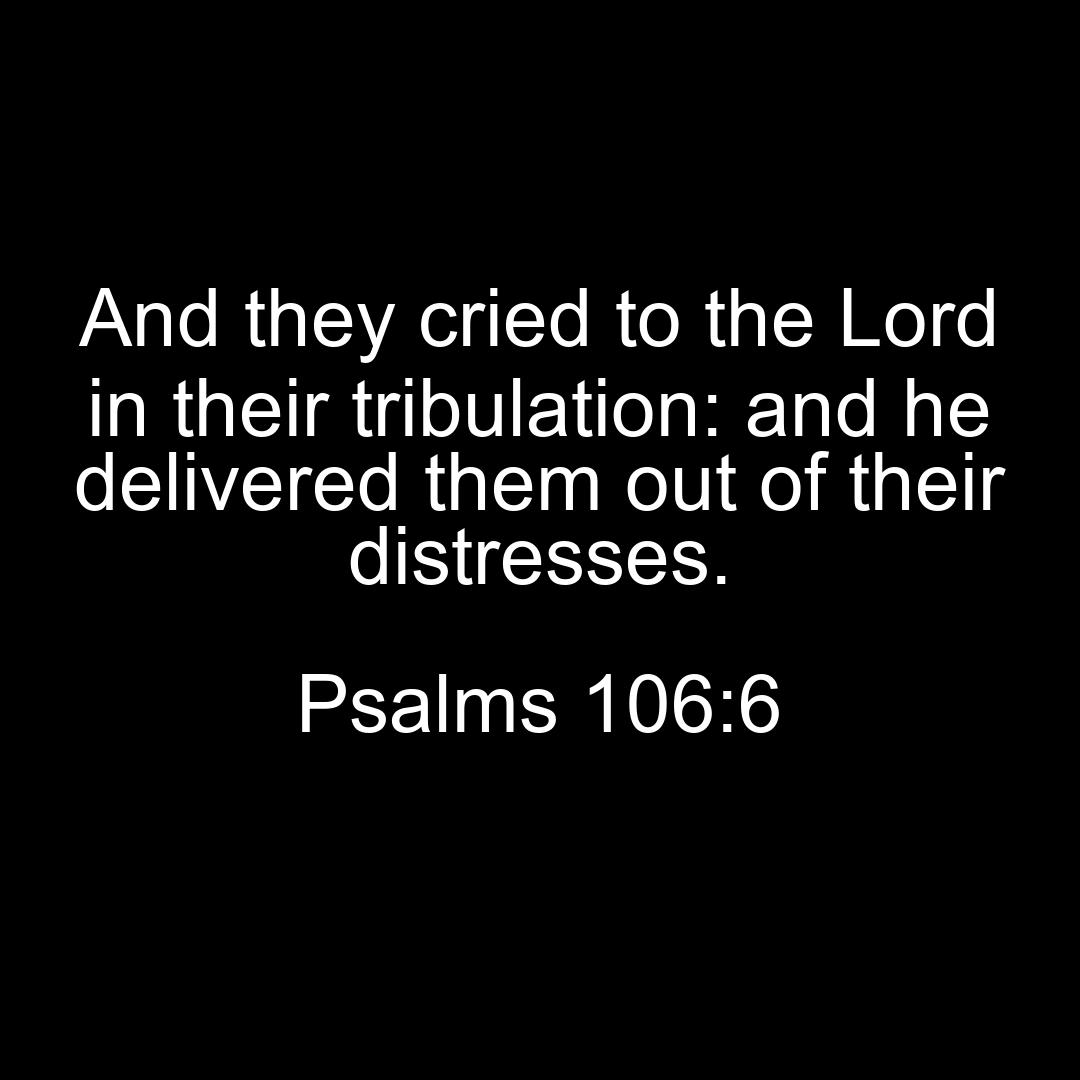 And they cried to the Lord
in their tribulation: and he
delivered them out of their
distresses.
Psalms 106:6